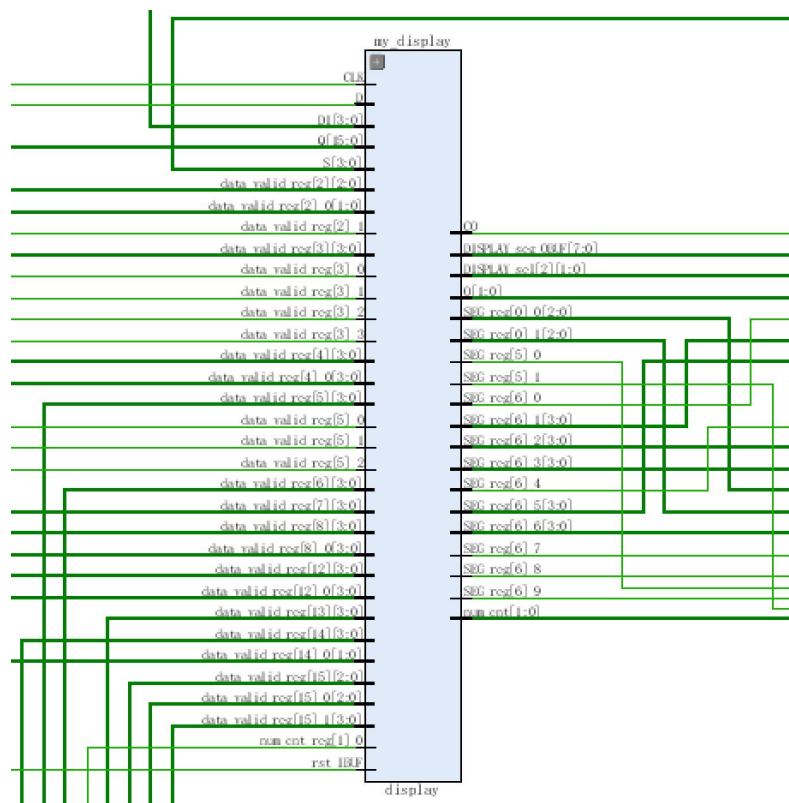 my_display
CLK
D
DI[3:0]
Q[15:0]
S[3:0]
data_valid_reg[2][2:0]
data_valid_reg[2]_0[1:0]
data_valid_reg[2]_1
data_valid_reg[3][3:0]
data_valid_reg[3]_0
data_valid_reg[3]_1
data_valid_reg[3]_2
data_valid_reg[3]_3
data_valid_reg[4][3:0]
data_valid_reg[4]_0[3:0]
data_valid_reg[5][3:0]
data_valid_reg[5]_0
data_valid_reg[5]_1
data_valid_reg[5]_2
data_valid_reg[6][3:0]
data_valid_reg[7][3:0]
data_valid_reg[8][3:0]
data_valid_reg[8]_0[3:0]
data_valid_reg[12][3:0]
data_valid_reg[12]_0[3:0]
data_valid_reg[13][3:0]
data_valid_reg[14][3:0]
data_valid_reg[14]_0[1:0]
data_valid_reg[15][2:0]
data_valid_reg[15]_0[2:0]
data_valid_reg[15]_1[3:0]
num_cnt_reg[1]_0
rst_IBUF
CO
DISPLAY_seg_OBUF[7:0]
DISPLAY_sel[2][1:0]
O[1:0]
SEG_reg[0]_0[2:0]
SEG_reg[0]_1[2:0]
SEG_reg[5]_0
SEG_reg[5]_1
SEG_reg[6]_0
SEG_reg[6]_1[3:0]
SEG_reg[6]_2[3:0]
SEG_reg[6]_3[3:0]
SEG_reg[6]_4
SEG_reg[6]_5[3:0]
SEG_reg[6]_6[3:0]
SEG_reg[6]_7
SEG_reg[6]_8
SEG_reg[6]_9
num_cnt[1:0]
display